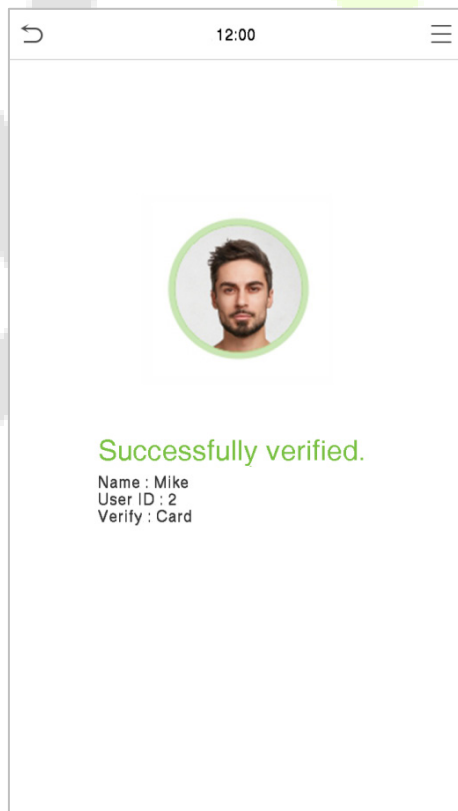 12:00
Successfully verified.
Name : Mike
User ID : 2
Verify : Card